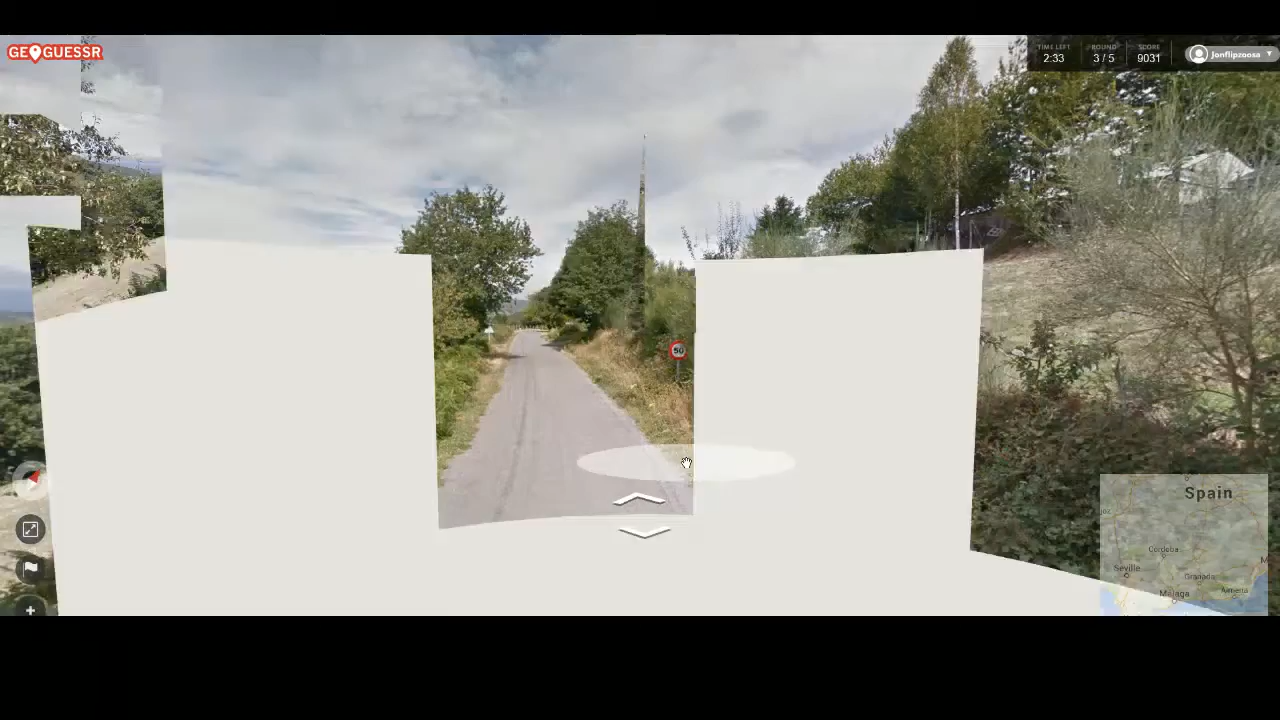 GEOGUESSR
TIME LEFT
2:33
ROUND
3 / 5
SCORE
9031
Jonflipzoosa
50
Spain
Cordoba
Seville
Granada
Malaga
Almeria